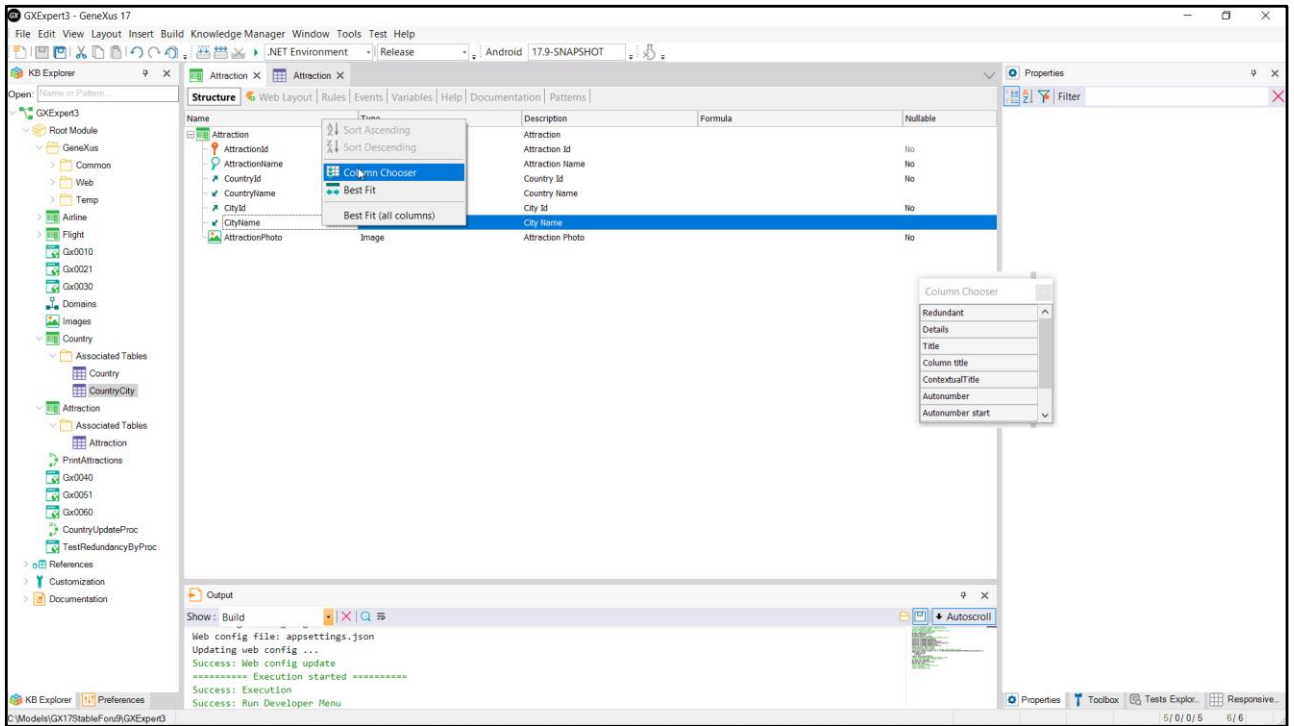 GXExpert3 - GeneXus 17
File Edit View Layout Insert Build Knowledge Manager Window Tools Test Help
.NET Environment Release Android 17.9-SNAPSHOT
KB Explorer
Open: Name or Pattern...
GXExpert3
Root Module
GeneXus
Common
Web
Temp
Airline
Flight
Gx0010
Gx0021
Gx0030
Domains
Images
Country
Associated Tables
Country
CountryCity
Attraction
Associated Tables
Attraction
PrintAttractions
Gx0040
Gx0051
Gx0060
CountryUpdateProc
TestRedundancyByProc
References
Customization
Documentation
KB Explorer Preferences
Attraction Attraction
Structure Web Layout Rules Events Variables Help Documentation Patterns
Name Type Description Formula Nullable
Attraction Attraction
AttractionId Attraction Id No
AttractionName Attraction Name No
CountryId Country Id No
CountryName Country Name
CityId City Id No
CityName City Name
AttractionPhoto Image Attraction Photo No
Sort Ascending
Sort Descending
Column Chooser
Best Fit
Best Fit (all columns)
Column Chooser
Redundant
Details
Title
Column title
ContextualTitle
Autonumber
Autonumber start
Output
Show: Build Autoscroll
Web config file: appsettings.json
Updating web config ...
Success: Web config update
========== Execution started ==========
Success: Execution
Success: Run Developer Menu
Properties
Filter
Properties Toolbox Tests Explor... Responsive...
C:\Models\GX17StableForu9\GXExpert3 5/ 0/ 0/ 5 6/ 6